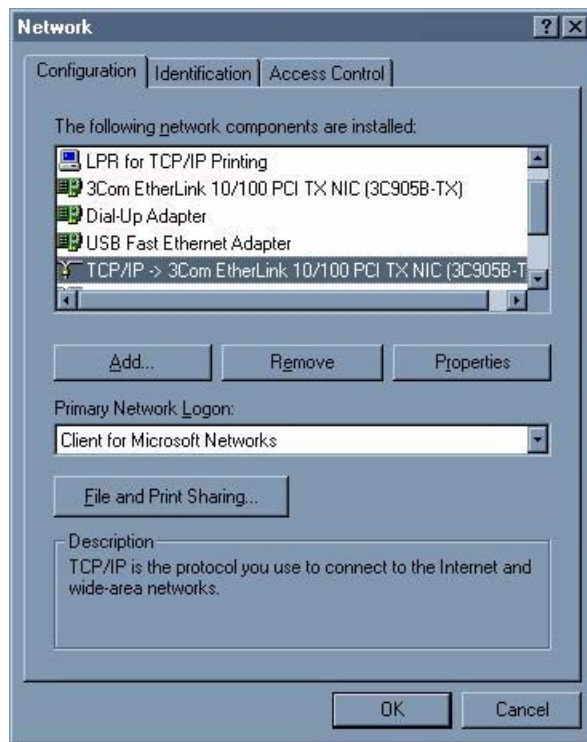 Network
Configuration Identification Access Control
The following network components are installed:
LPR for TCP/IP Printing
3Com EtherLink 10/100 PCI TX NIC (3C905B-TX)
Dial-Up Adapter
USB Fast Ethernet Adapter
TCP/IP -> 3Com EtherLink 10/100 PCI TX NIC (3C905B-T
Add... Remove Properties
Primary Network Logon:
Client for Microsoft Networks
File and Print Sharing...
Description
TCP/IP is the protocol you use to connect to the Internet and
wide-area networks.
OK Cancel